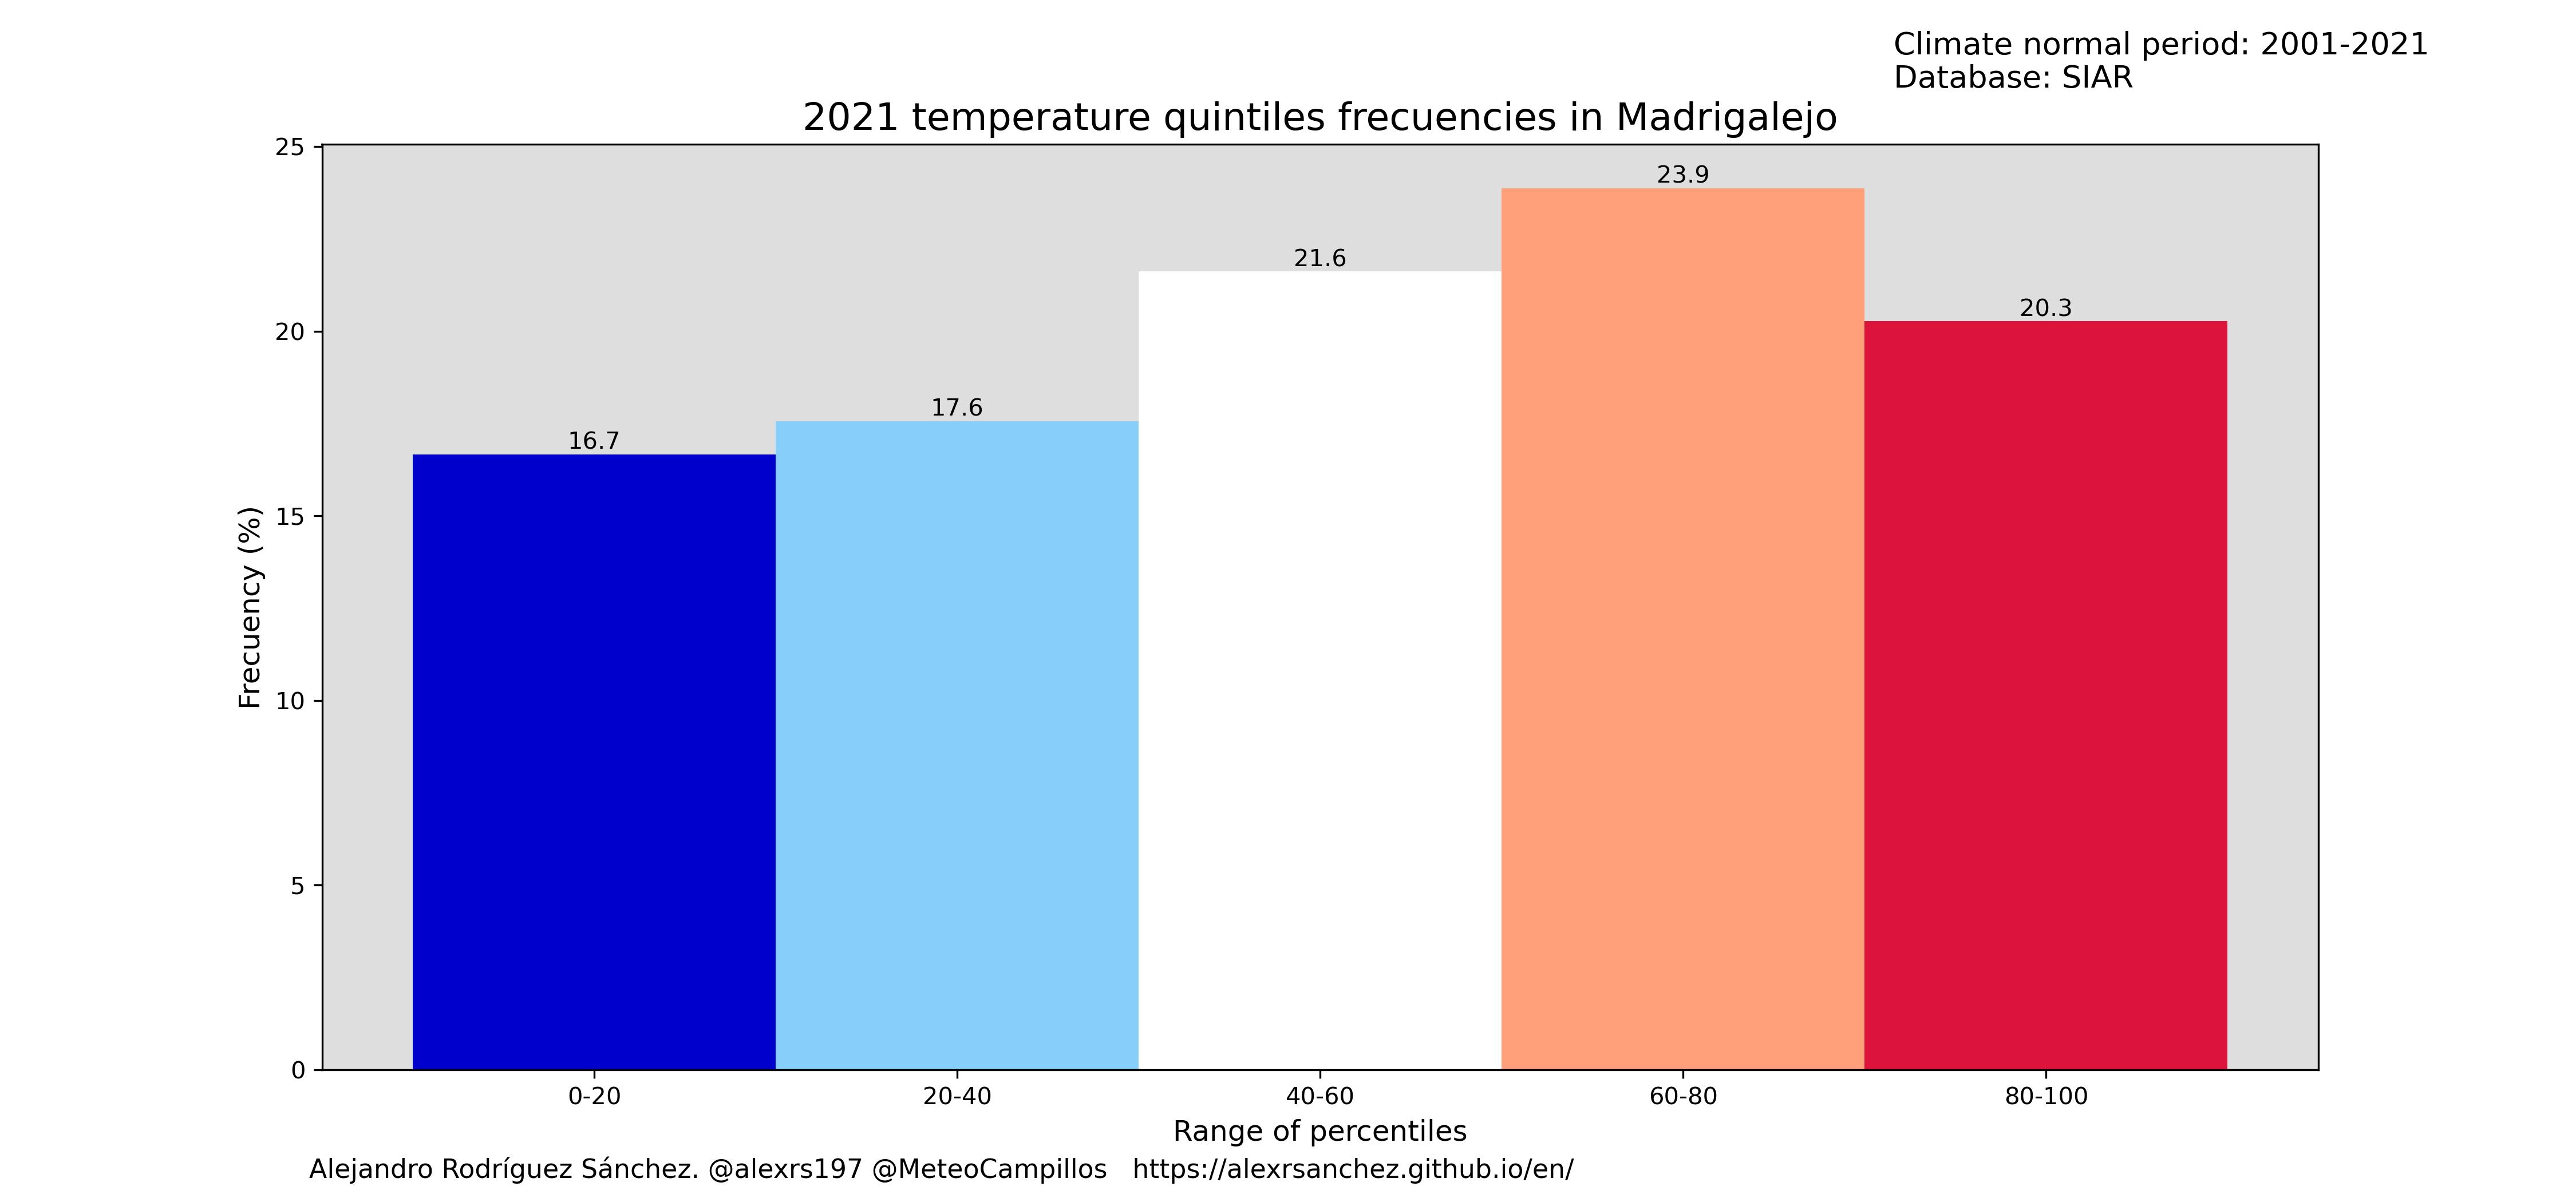 Climate normal period: 2001-2021
Database: SIAR
2021 temperature quintiles frecuencies in Madrigalejo
25
20
15
10
5
0
Frecuency (%)
16.7
17.6
21.6
23.9
20.3
0-20
20-40
40-60
60-80
80-100
Range of percentiles
Alejandro Rodríguez Sánchez. @alexrs197 @MeteoCampillos https://alexrsanchez.github.io/en/